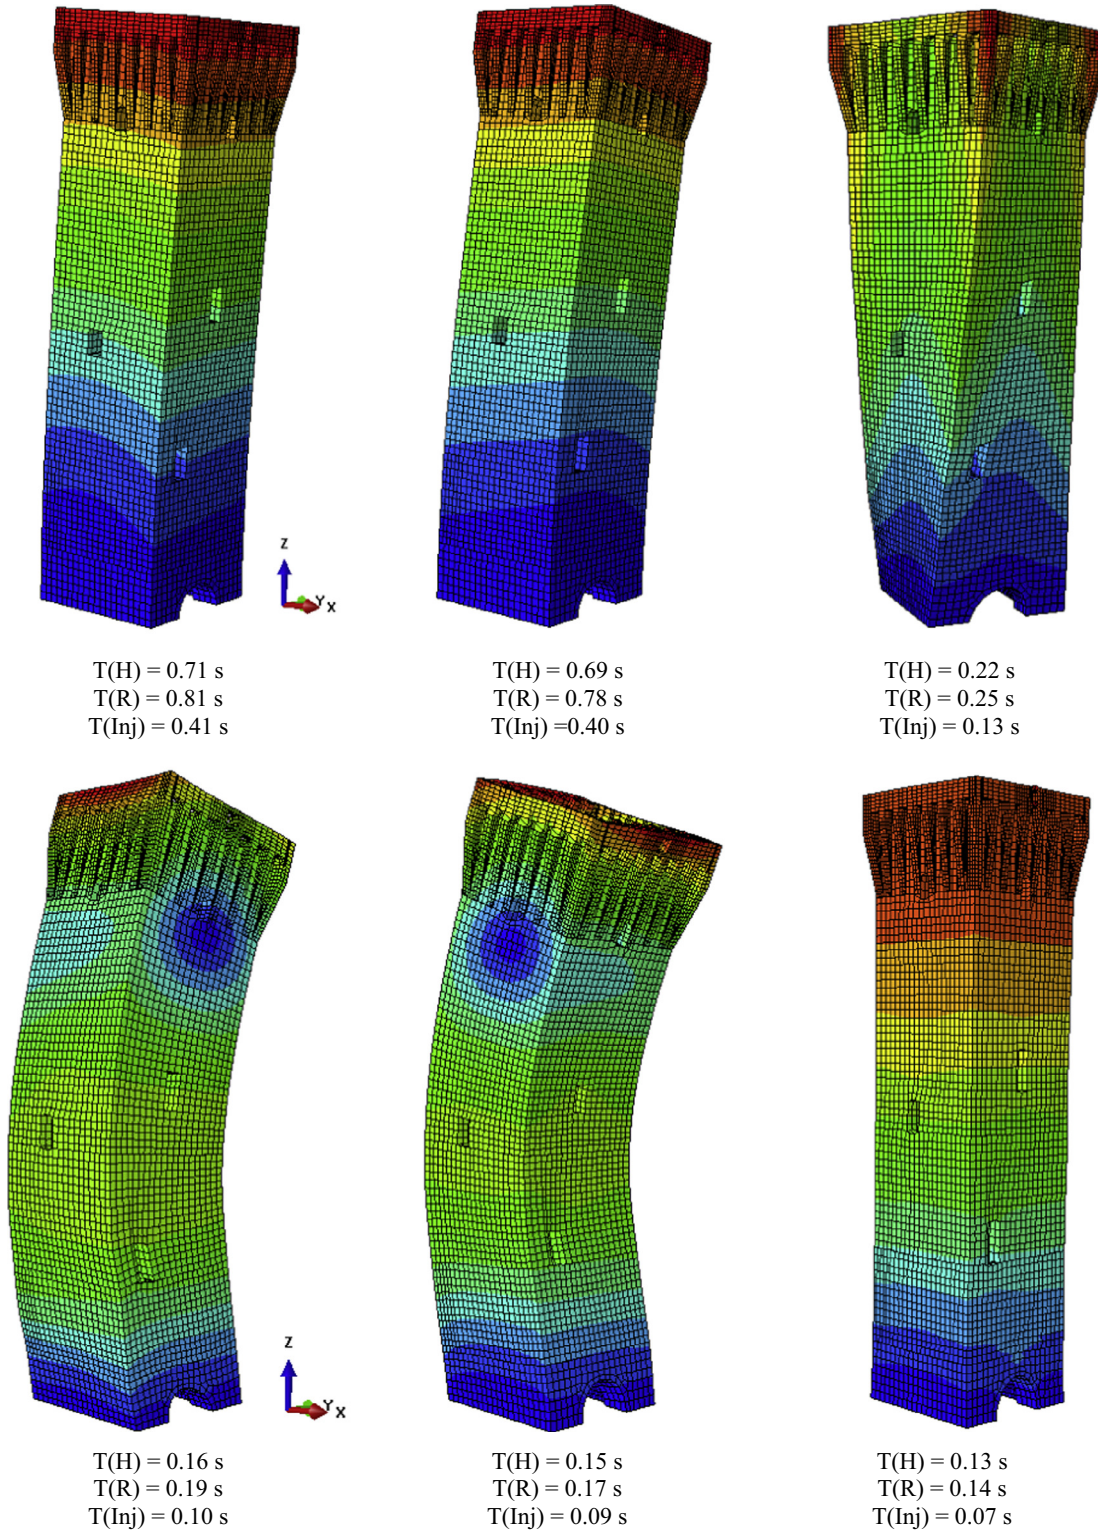 Z
Y X
T(H) = 0.71 s
T(R) = 0.81 s
T(Inj) = 0.41 s
T(H) = 0.69 s
T(R) = 0.78 s
T(Inj) =0.40 s
T(H) = 0.22 s
T(R) = 0.25 s
T(Inj) = 0.13 s
Z
Y X
T(H) = 0.16 s
T(R) = 0.19 s
T(Inj) = 0.10 s
T(H) = 0.15 s
T(R) = 0.17 s
T(Inj) = 0.09 s
T(H) = 0.13 s
T(R) = 0.14 s
T(Inj) = 0.07 s